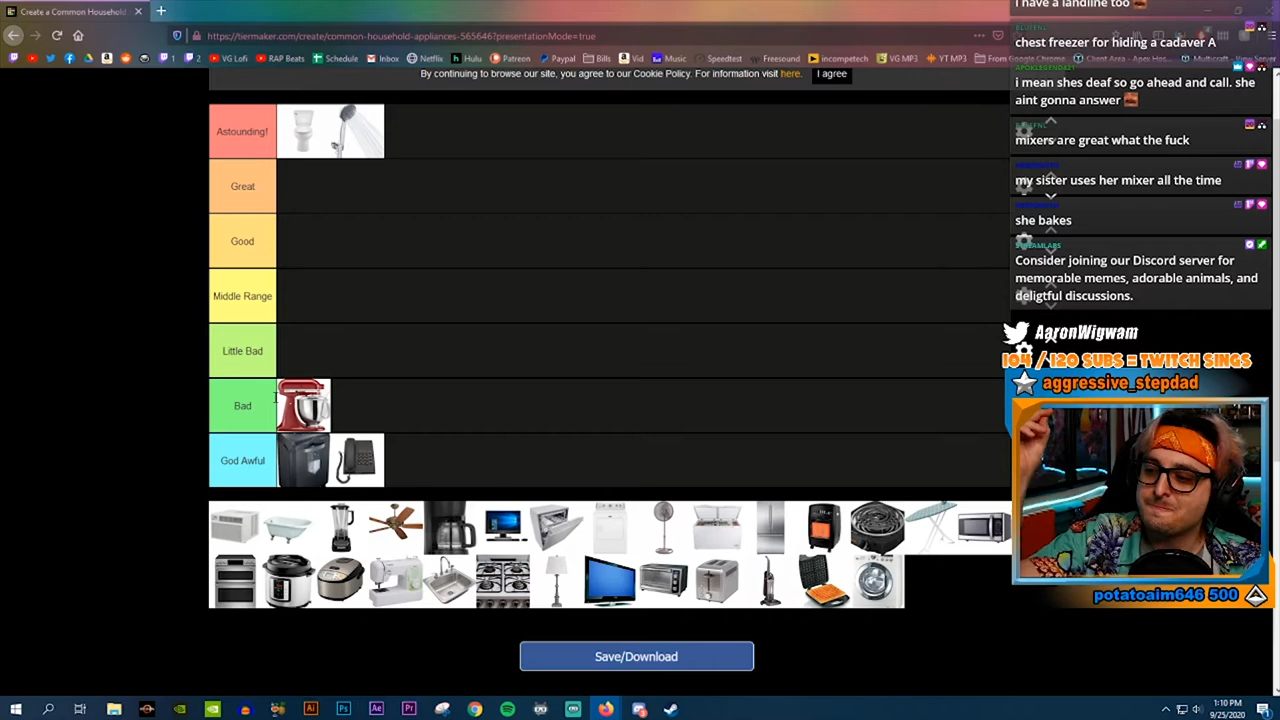 Create a Common Household
https://tiermaker.com/create/common-household-appliances-565646?presentationMode=true
VG Lofi
RAP Beats
Schedule
Inbox
Netflix
Hulu
Patreon
Paypal
Bills
Vid
Music
Speedtest
Freesound
incompetech
VG MP3
YT MP3
From Google Chrome
By continuing to browse our site, you agree to our Cookie Policy. For information visit here.
I agree
Astounding!
Great
Good
Middle Range
Little Bad
Bad
God Awful
Save/Download
i have a landline too
chest freezer for hiding a cadaver A
i mean shes deaf so go ahead and call. she
aint gonna answer
mixers are great what the fuck
my sister uses her mixer all the time
she bakes
STREAMLABS
Consider joining our Discord server for
memorable memes, adorable animals, and
deligtful discussions.
AaronWigwam
104 / 120 SUBS = TWITCH SINGS
aggressive_stepdad
potatoaim646 500
1:10 PM
9/25/2020